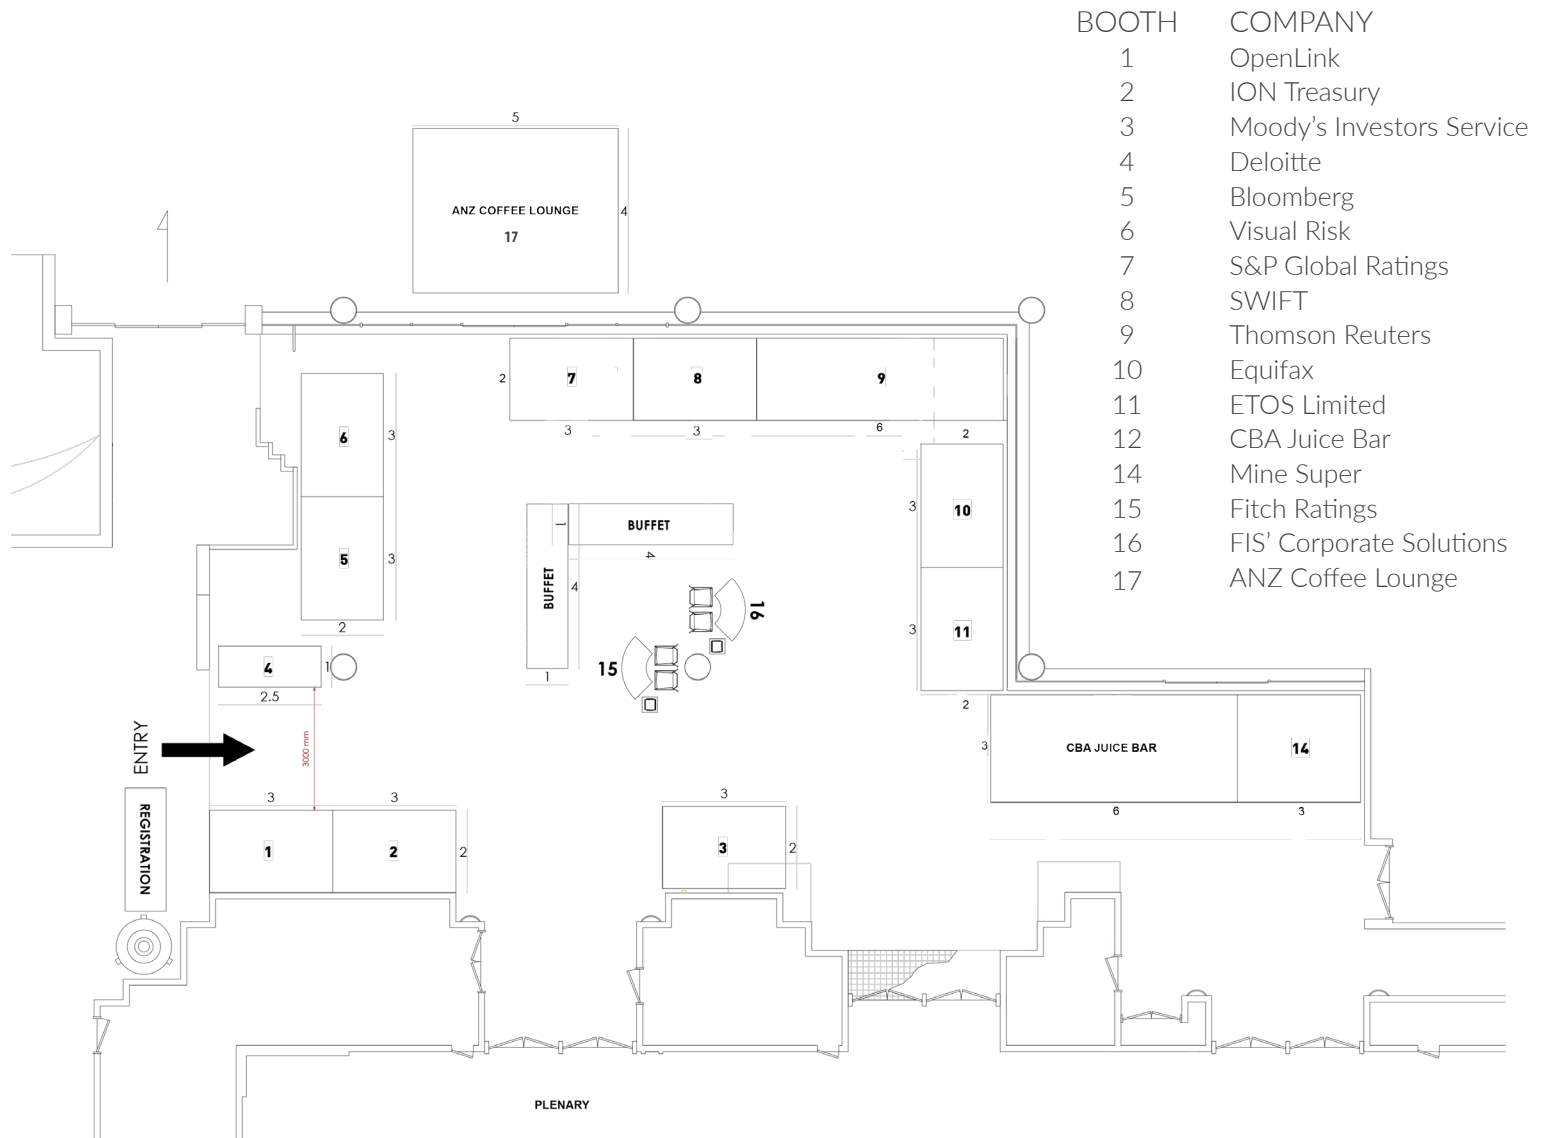 BOOTH COMPANY
1 OpenLink
2 ION Treasury
3 Moody’s Investors Service
4 Deloitte
5 Bloomberg
6 Visual Risk
7 S&P Global Ratings
8 SWIFT
9 Thomson Reuters
10 Equifax
11 ETOS Limited
12 CBA Juice Bar
14 Mine Super
15 Fitch Ratings
16 FIS’ Corporate Solutions
17 ANZ Coffee Lounge
5
ANZ COFFEE LOUNGE
4
17
2
7
8
9
3
3
6
6
3
5
3
2
2
10
3
11
3
2
BUFFET
1
4
BUFFET
4
1
16
15
4
1
2.5
ENTRY
3000 mm
REGISTRATION
3
3
1
2
2
3
3
2
3
CBA JUICE BAR
14
6
3
PLENARY